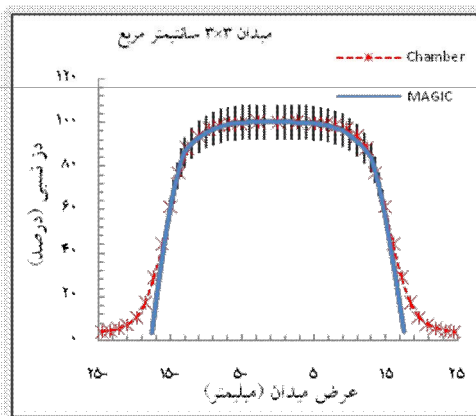 میدان ۳×۳ سانتیمتر مربع
Chamber
MAGIC
دز نسبی (درصد)
۱۲۰
۱۰۰
۸۰
۶۰
۴۰
۲۰
۰
-۲۵ -۱۵ -۵ ۵ ۱۵ ۲۵
عرض میدان (میلیمتر)